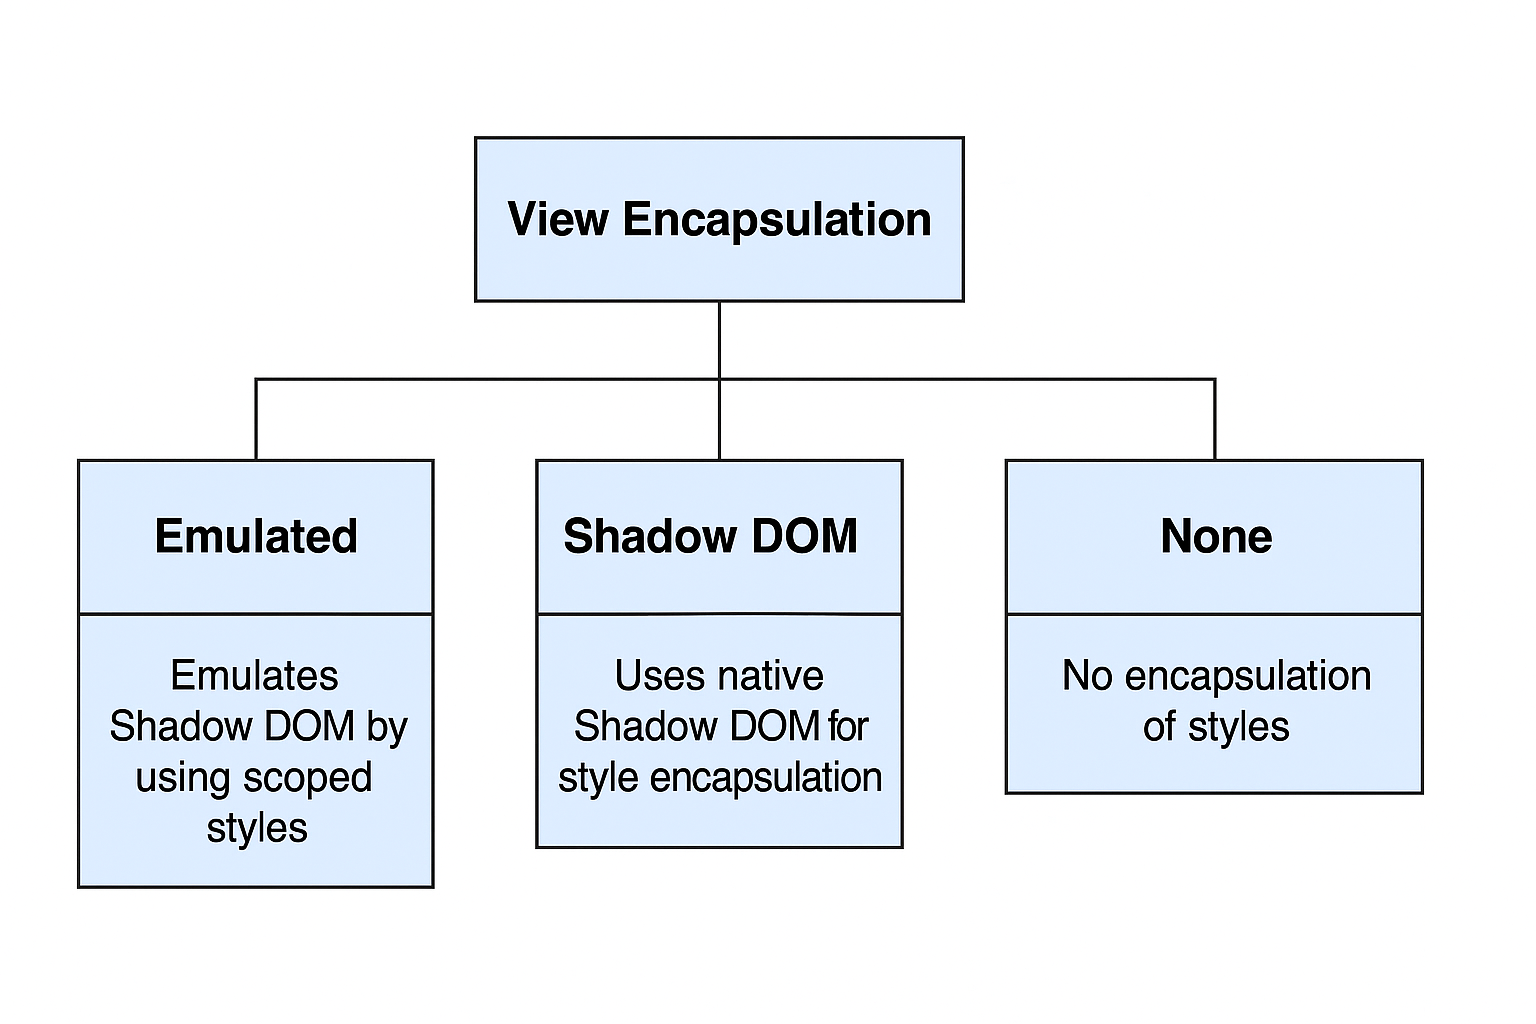 View Encapsulation
Emulated
Emulates
Shadow DOM by
using scoped
styles
Shadow DOM
Uses native
Shadow DOM for
style encapsulation
None
No encapsulation
of styles